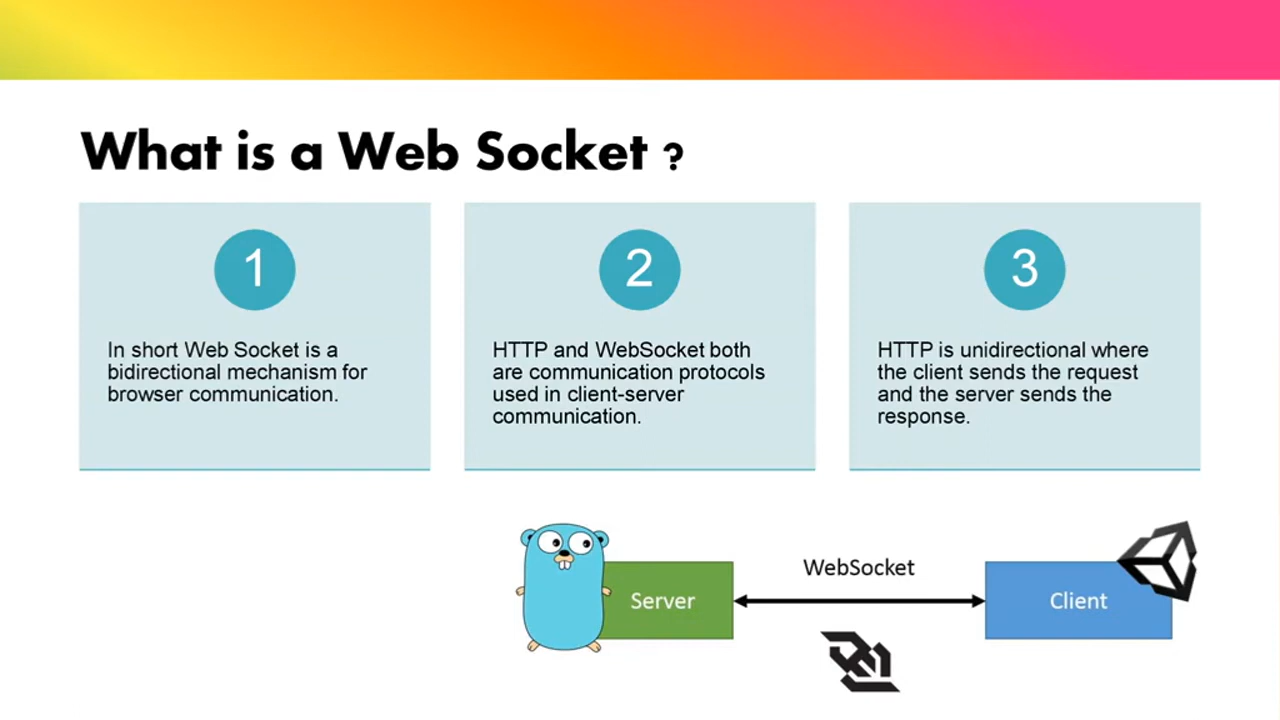 What is a Web Socket ?
1
In short Web Socket is a
bidirectional mechanism for
browser communication.
2
HTTP and WebSocket both
are communication protocols
used in client-server
communication.
3
HTTP is unidirectional where
the client sends the request
and the server sends the
response.
Server
WebSocket
Client